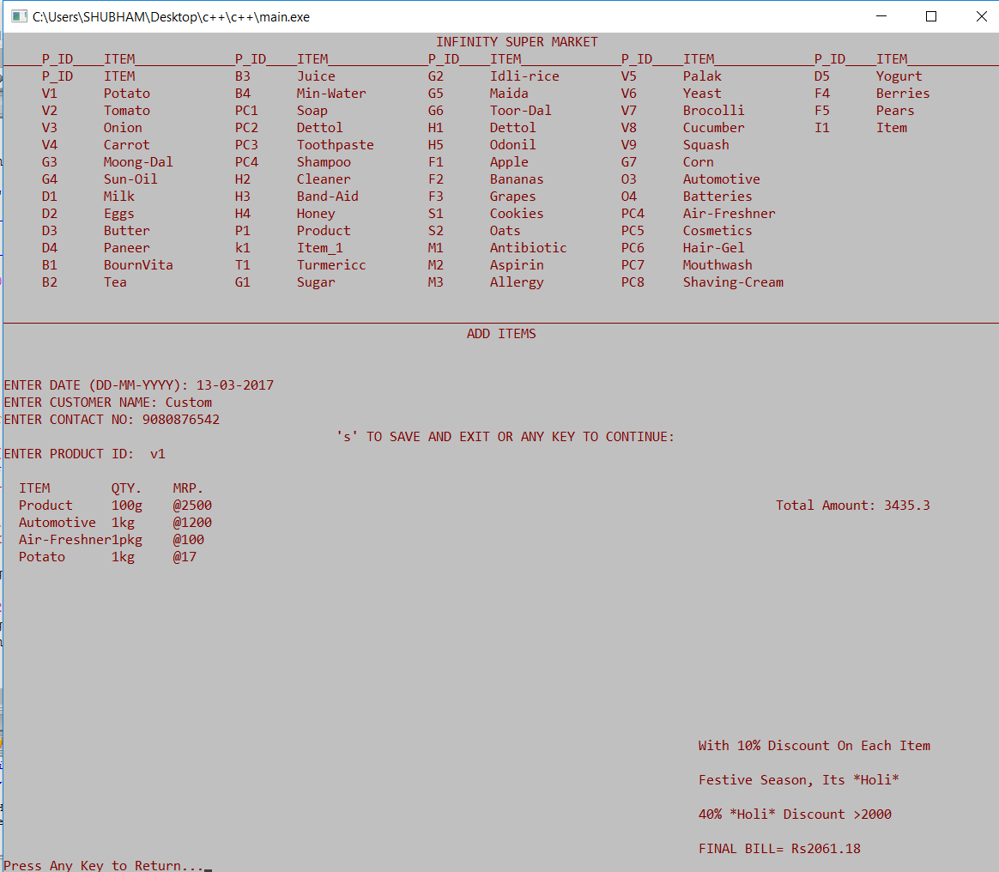 C:\Users\SHUBHAM\Desktop\c++\c++\main.exe
INFINITY SUPER MARKET
P_ID ITEM P_ID ITEM P_ID ITEM P_ID ITEM P_ID ITEM
P_ID ITEM B3 Juice G2 Idli-rice V5 Palak D5 Yogurt
V1 Potato B4 Min-Water G5 Maida V6 Yeast F4 Berries
V2 Tomato PC1 Soap G6 Toor-Dal V7 Brocolli F5 Pears
V3 Onion PC2 Dettol H1 Dettol V8 Cucumber I1 Item
V4 Carrot PC3 Toothpaste H5 Odonil V9 Squash
G3 Moong-Dal PC4 Shampoo F1 Apple G7 Corn
G4 Sun-Oil H2 Cleaner F2 Bananas O3 Automotive
D1 Milk H3 Band-Aid F3 Grapes O4 Batteries
D2 Eggs H4 Honey S1 Cookies PC4 Air-Freshner
D3 Butter P1 Product S2 Oats PC5 Cosmetics
D4 Paneer k1 Item_1 M1 Antibiotic PC6 Hair-Gel
B1 BournVita T1 Turmericc M2 Aspirin PC7 Mouthwash
B2 Tea G1 Sugar M3 Allergy PC8 Shaving-Cream
ADD ITEMS
ENTER DATE (DD-MM-YYYY): 13-03-2017
ENTER CUSTOMER NAME: Custom
ENTER CONTACT NO: 9080876542
's' TO SAVE AND EXIT OR ANY KEY TO CONTINUE:
ENTER PRODUCT ID: v1
ITEM QTY. MRP.
Product 100g @2500 Total Amount: 3435.3
Automotive 1kg @1200
Air-Freshner1pkg @100
Potato 1kg @17
With 10% Discount On Each Item
Festive Season, Its *Holi*
40% *Holi* Discount >2000
FINAL BILL= Rs2061.18
Press Any Key to Return..._